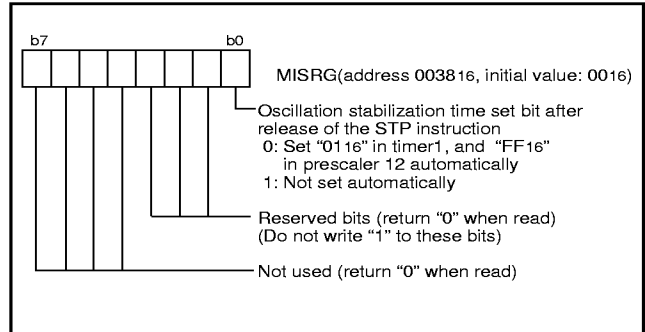 b7 b0
MISRG(address 003816, initial value: 0016)
Oscillation stabilization time set bit after
release of the STP instruction
0: Set “0116” in timer1, and “FF16”
in prescaler 12 automatically
1: Not set automatically
Reserved bits (return “0” when read)
(Do not write “1” to these bits)
Not used (return “0” when read)